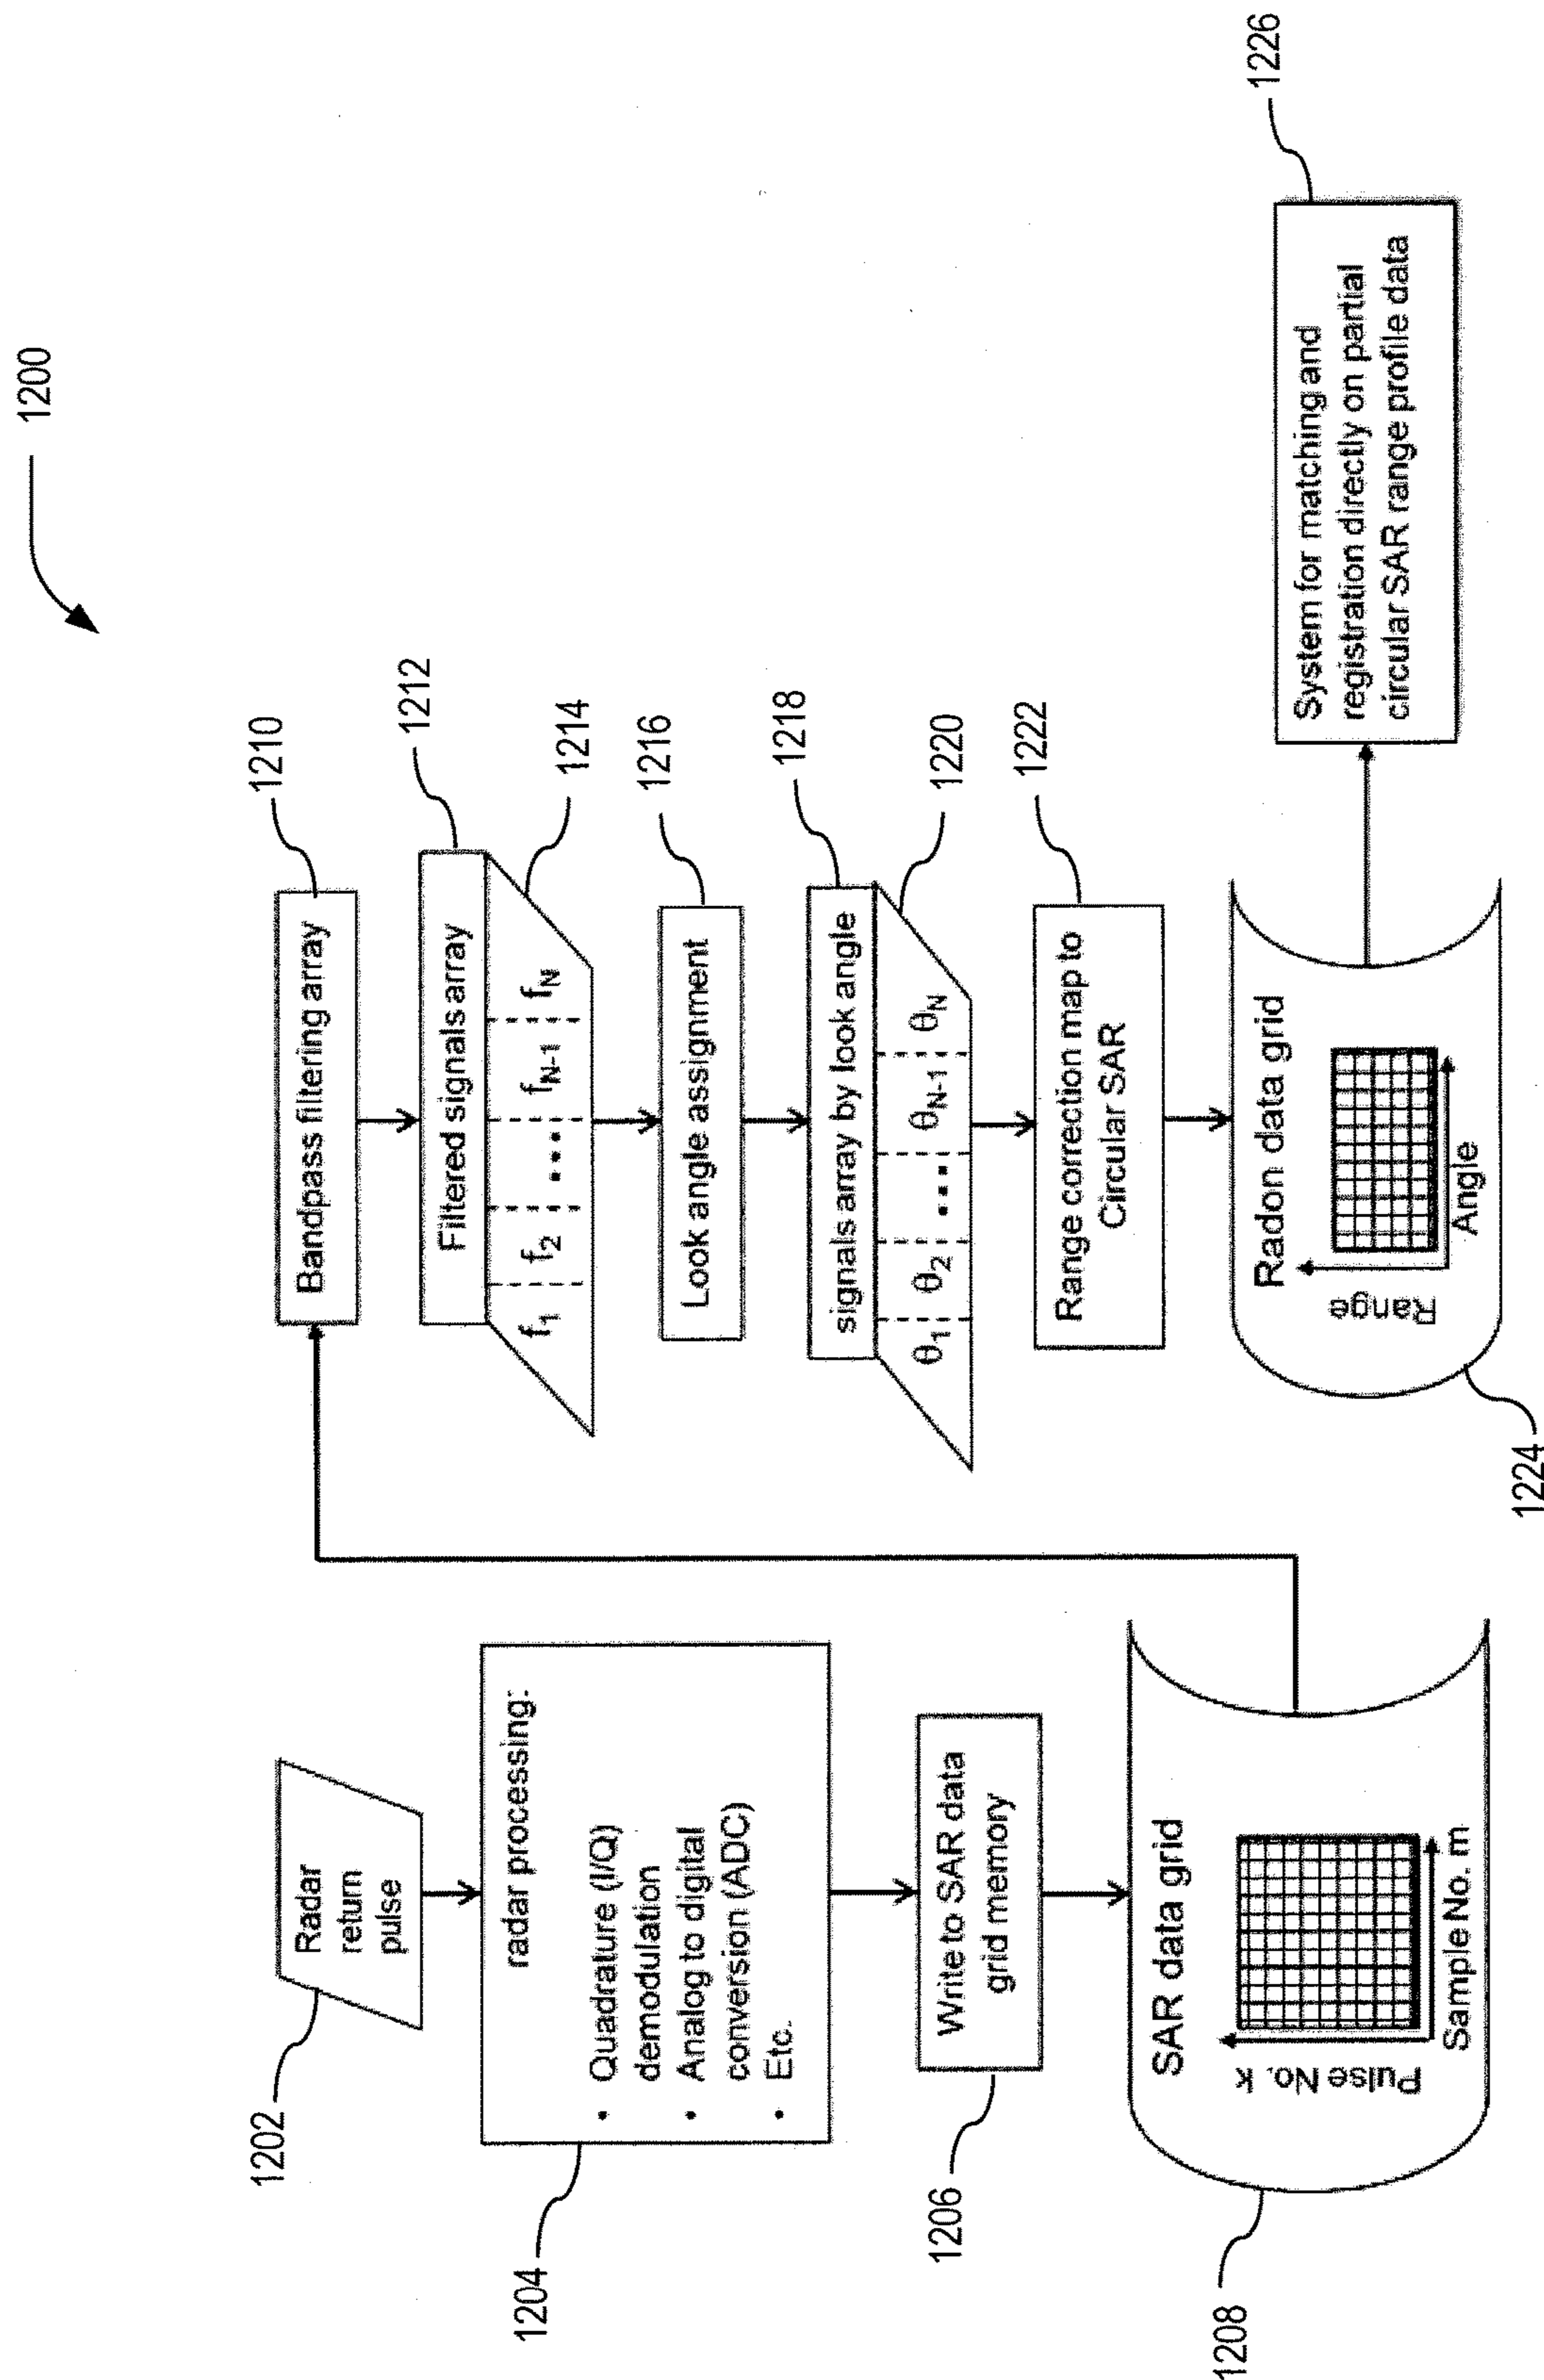 1200
1202
Radar
return
pulse
1204
radar processing:
• Quadrature (I/Q)
demodulation
• Analog to digital
conversion (ADC)
• Etc.
1206
Write to SAR data
grid memory
1208
SAR data grid
Pulse No. k
Sample No. m
1210
Bandpass filtering array
1212
Filtered signals array
1214
f1 f2 ... fN-1 fN
1216
Look angle assignment
1218
signals array by look angle
1220
θ1 θ2 ... θN-1 θN
1222
Range correction map to
Circular SAR
1224
Radon data grid
Range
Angle
1226
System for matching and
registration directly on partial
circular SAR range profile data